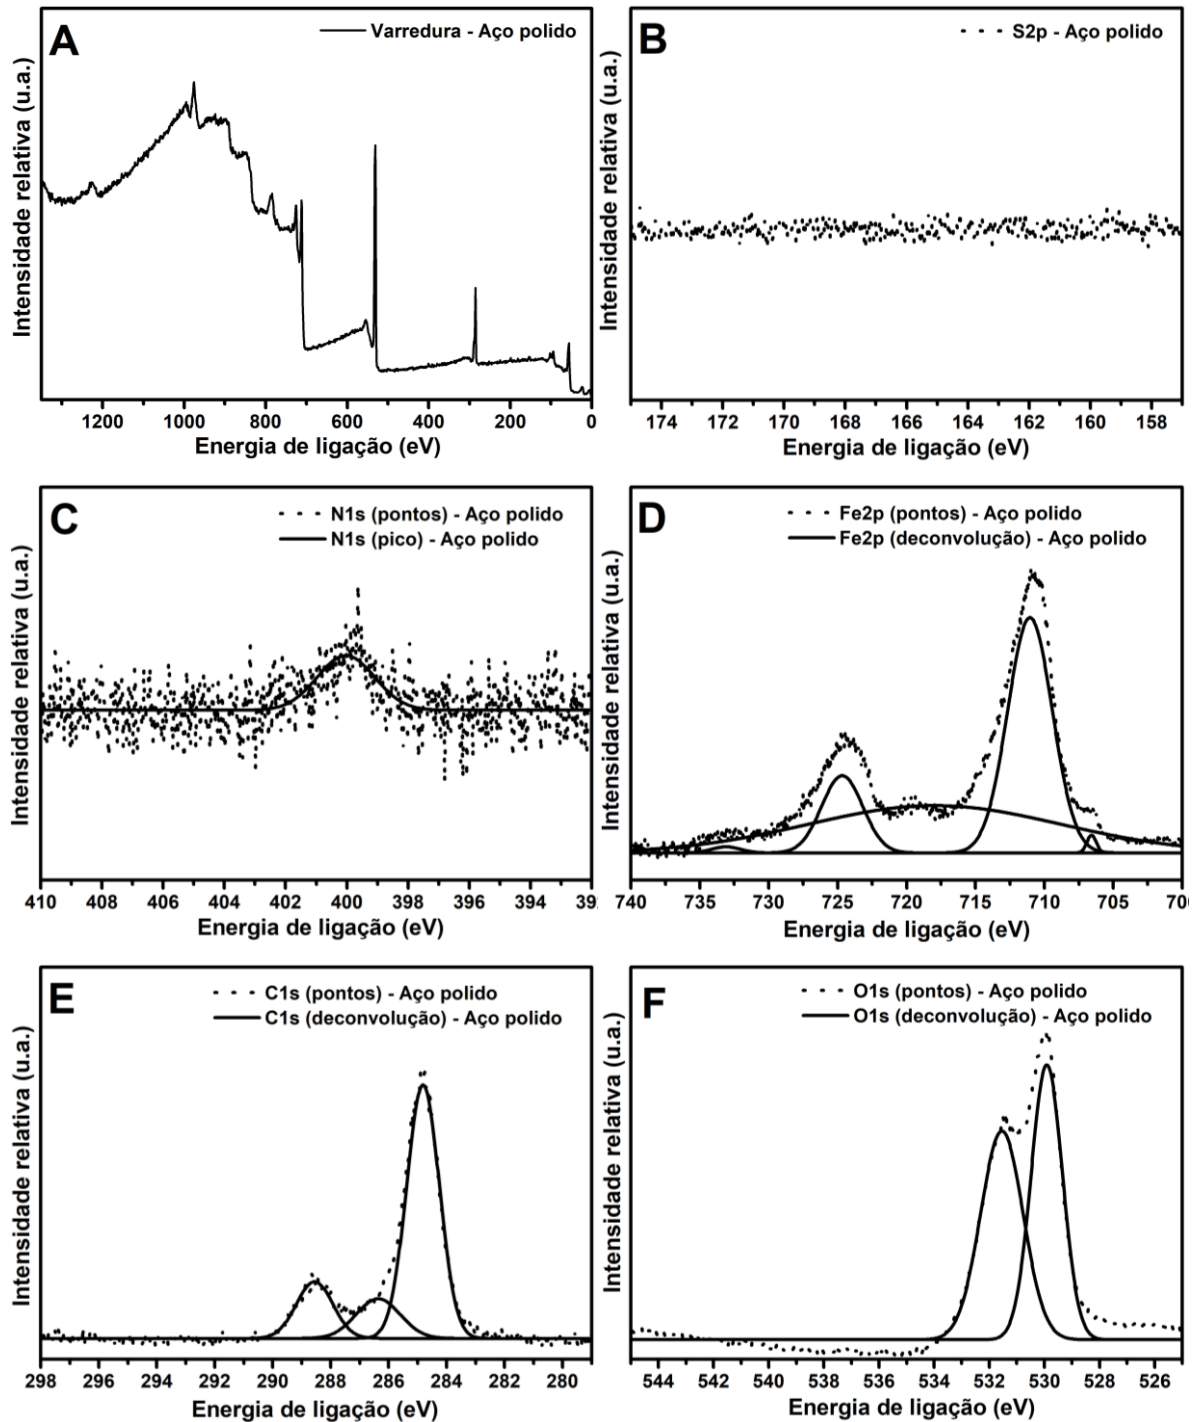 A
Varredura - Aço polido
Intensidade relativa (u.a.)
1200 1000 800 600 400 200 0
Energia de ligação (eV)
B
S2p - Aço polido
Intensidade relativa (u.a.)
174 172 170 168 166 164 162 160 158
Energia de ligação (eV)
C
N1s (pontos) - Aço polido
N1s (pico) - Aço polido
Intensidade relativa (u.a.)
410 408 406 404 402 400 398 396 394 392
Energia de ligação (eV)
D
Fe2p (pontos) - Aço polido
Fe2p (deconvolução) - Aço polido
Intensidade relativa (u.a.)
740 735 730 725 720 715 710 705 700
Energia de ligação (eV)
E
C1s (pontos) - Aço polido
C1s (deconvolução) - Aço polido
Intensidade relativa (u.a.)
298 296 294 292 290 288 286 284 282 280
Energia de ligação (eV)
F
O1s (pontos) - Aço polido
O1s (deconvolução) - Aço polido
Intensidade relativa (u.a.)
544 542 540 538 536 534 532 530 528 526
Energia de ligação (eV)